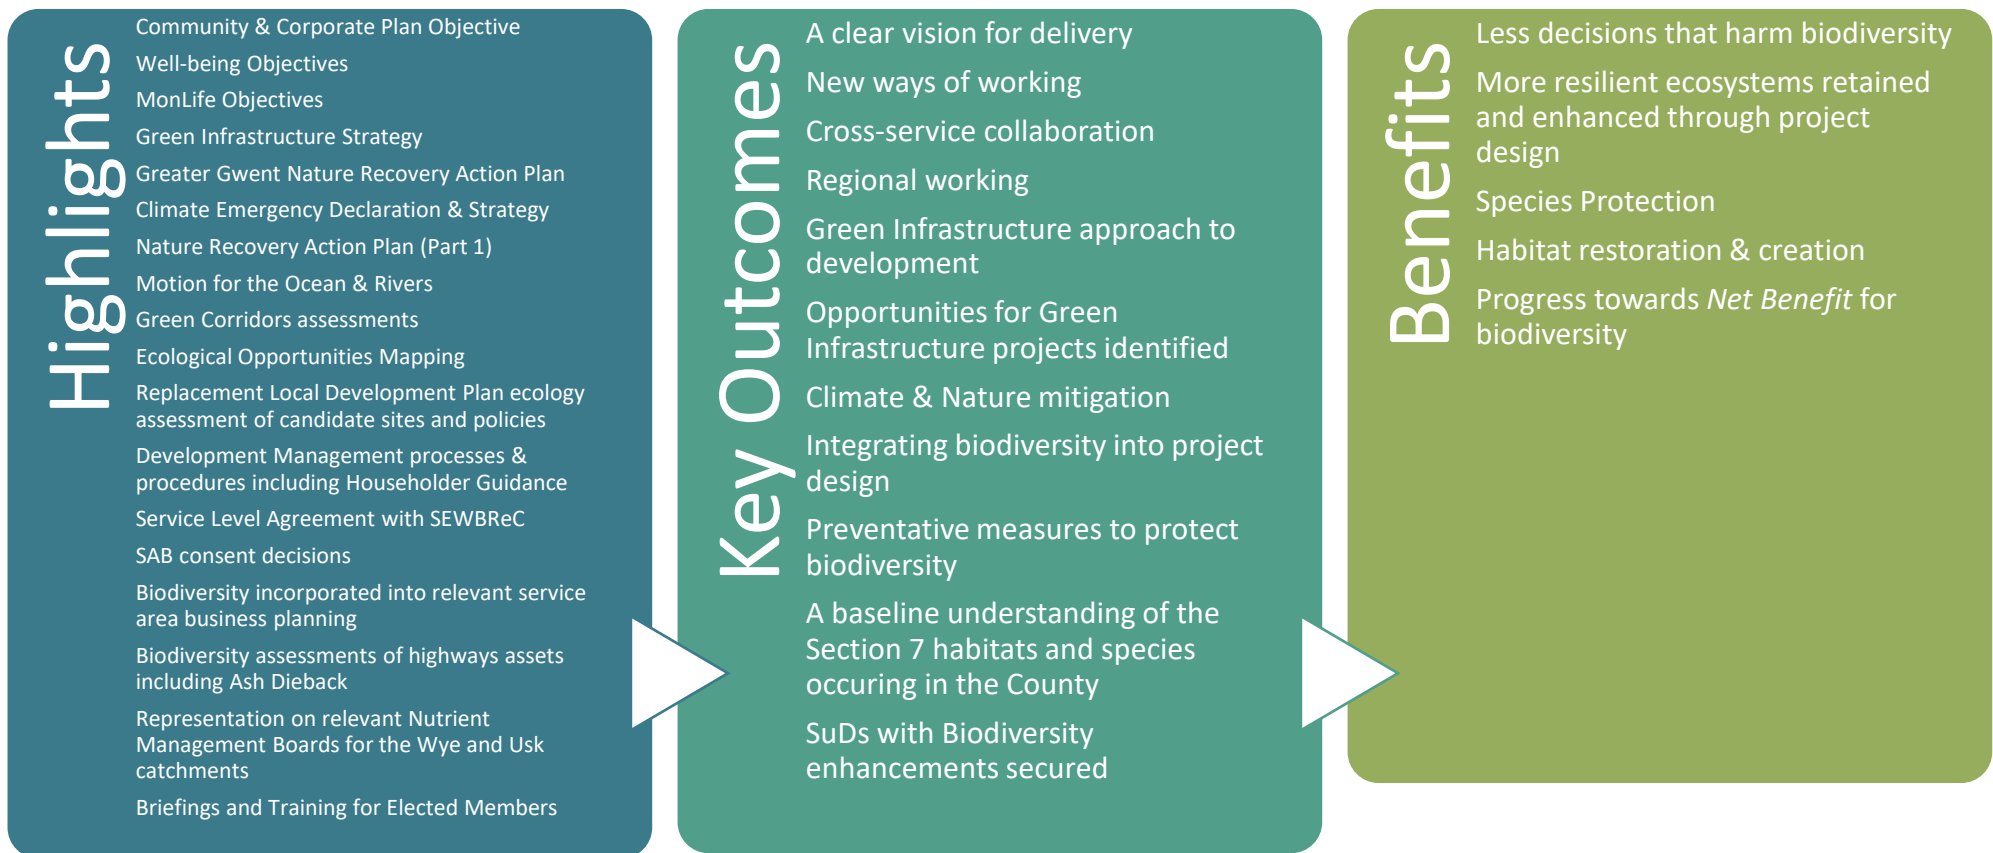 Highlights
Community & Corporate Plan Objective
Well-being Objectives
MonLife Objectives
Green Infrastructure Strategy
Greater Gwent Nature Recovery Action Plan
Climate Emergency Declaration & Strategy
Nature Recovery Action Plan (Part 1)
Motion for the Ocean & Rivers
Green Corridors assessments
Ecological Opportunities Mapping
Replacement Local Development Plan ecology
assessment of candidate sites and policies
Development Management processes &
procedures including Householder Guidance
Service Level Agreement with SEWBReC
SAB consent decisions
Biodiversity incorporated into relevant service
area business planning
Biodiversity assessments of highways assets
including Ash Dieback
Representation on relevant Nutrient
Management Boards for the Wye and Usk
catchments
Briefings and Training for Elected Members
Key Outcomes
A clear vision for delivery
New ways of working
Cross-service collaboration
Regional working
Green Infrastructure approach to
development
Opportunities for Green
Infrastructure projects identified
Climate & Nature mitigation
Integrating biodiversity into project
design
Preventative measures to protect
biodiversity
A baseline understanding of the
Section 7 habitats and species
occuring in the County
SuDs with Biodiversity
enhancements secured
Benefits
Less decisions that harm biodiversity
More resilient ecosystems retained
and enhanced through project
design
Species Protection
Habitat restoration & creation
Progress towards Net Benefit for
biodiversity